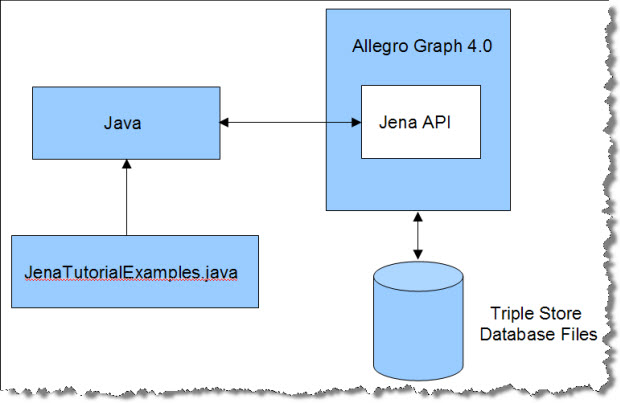 Allegro Graph 4.0
Java
Jena API
JenaTutorialExamples.java
Triple Store
Database Files